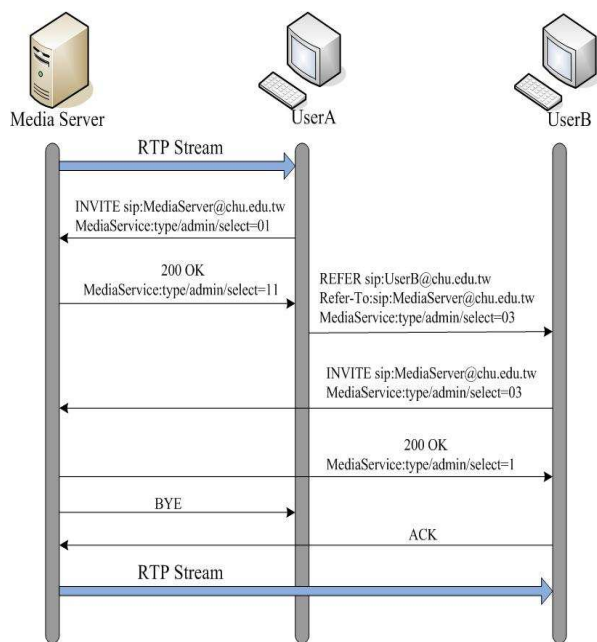 Media Server
UserA
UserB
RTP Stream
INVITE sip:MediaServer@chu.edu.tw
MediaService:type/admin/select=01
200 OK
MediaService:type/admin/select=11
REFER sip:UserB@chu.edu.tw
Refer-To:sip:MediaServer@chu.edu.tw
MediaService:type/admin/select=03
INVITE sip:MediaServer@chu.edu.tw
MediaService:type/admin/select=03
200 OK
MediaService:type/admin/select=1
BYE
ACK
RTP Stream